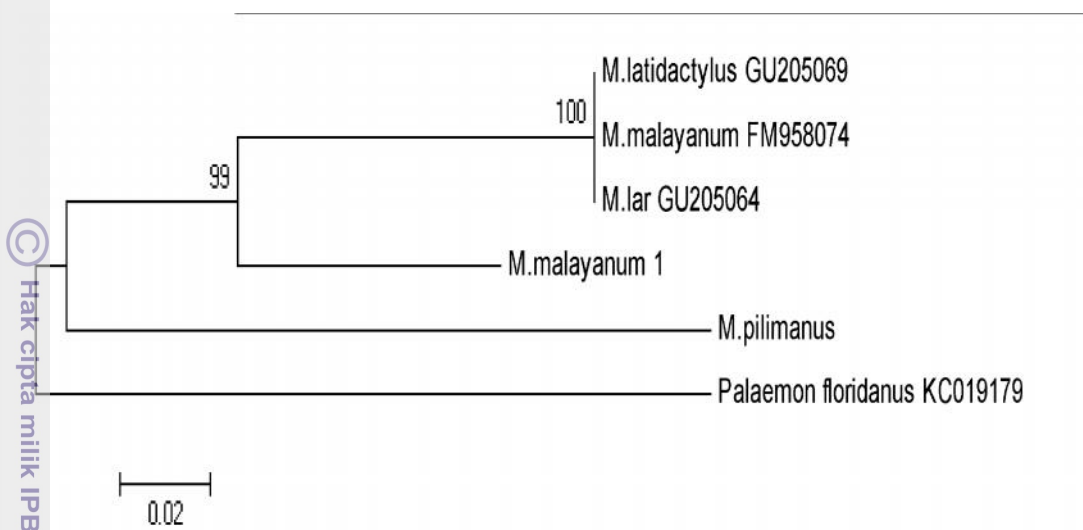 M.latidactylus GU205069
100
M.malayanum FM958074
99
M.lar GU205064
M.malayanum 1
M.pilimanus
Palaemon floridanus KC019179
0.02
© Hak cipta milik IPB